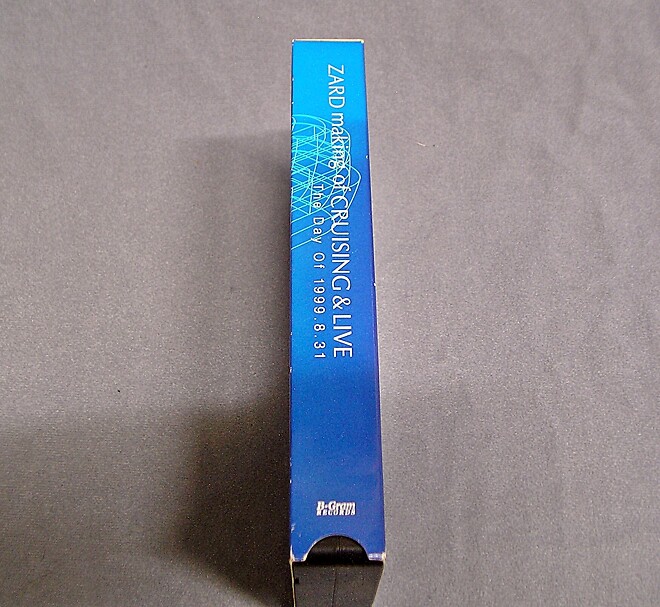 ZARD making of CRUISING & LIVE
The Day Of 1999.8.31
B-Gram
RECORDS